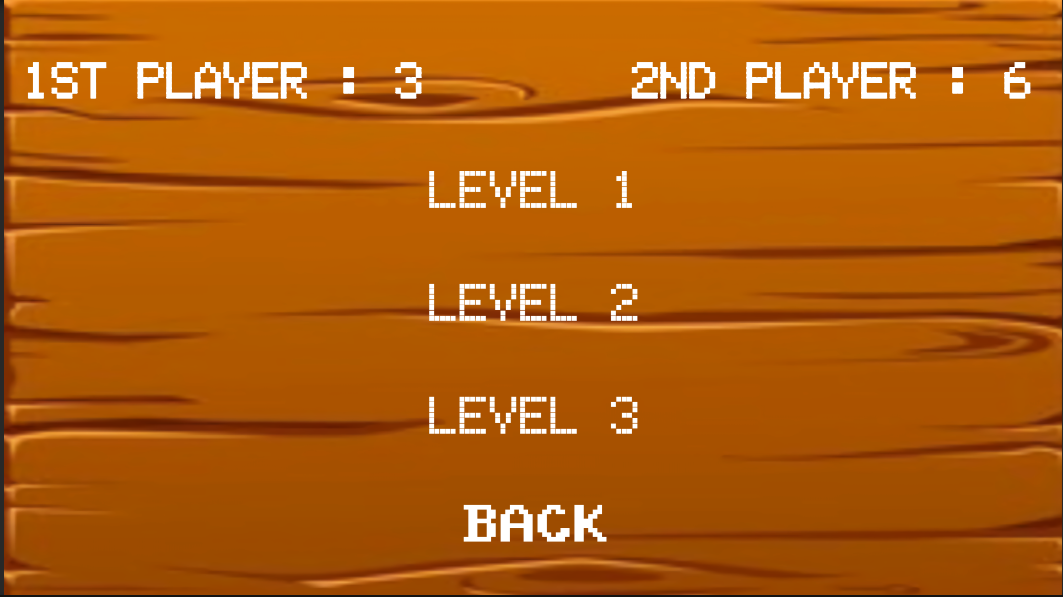 1ST PLAYER : 3 2ND PLAYER : 6
LEVEL 1
LEVEL 2
LEVEL 3
BACK